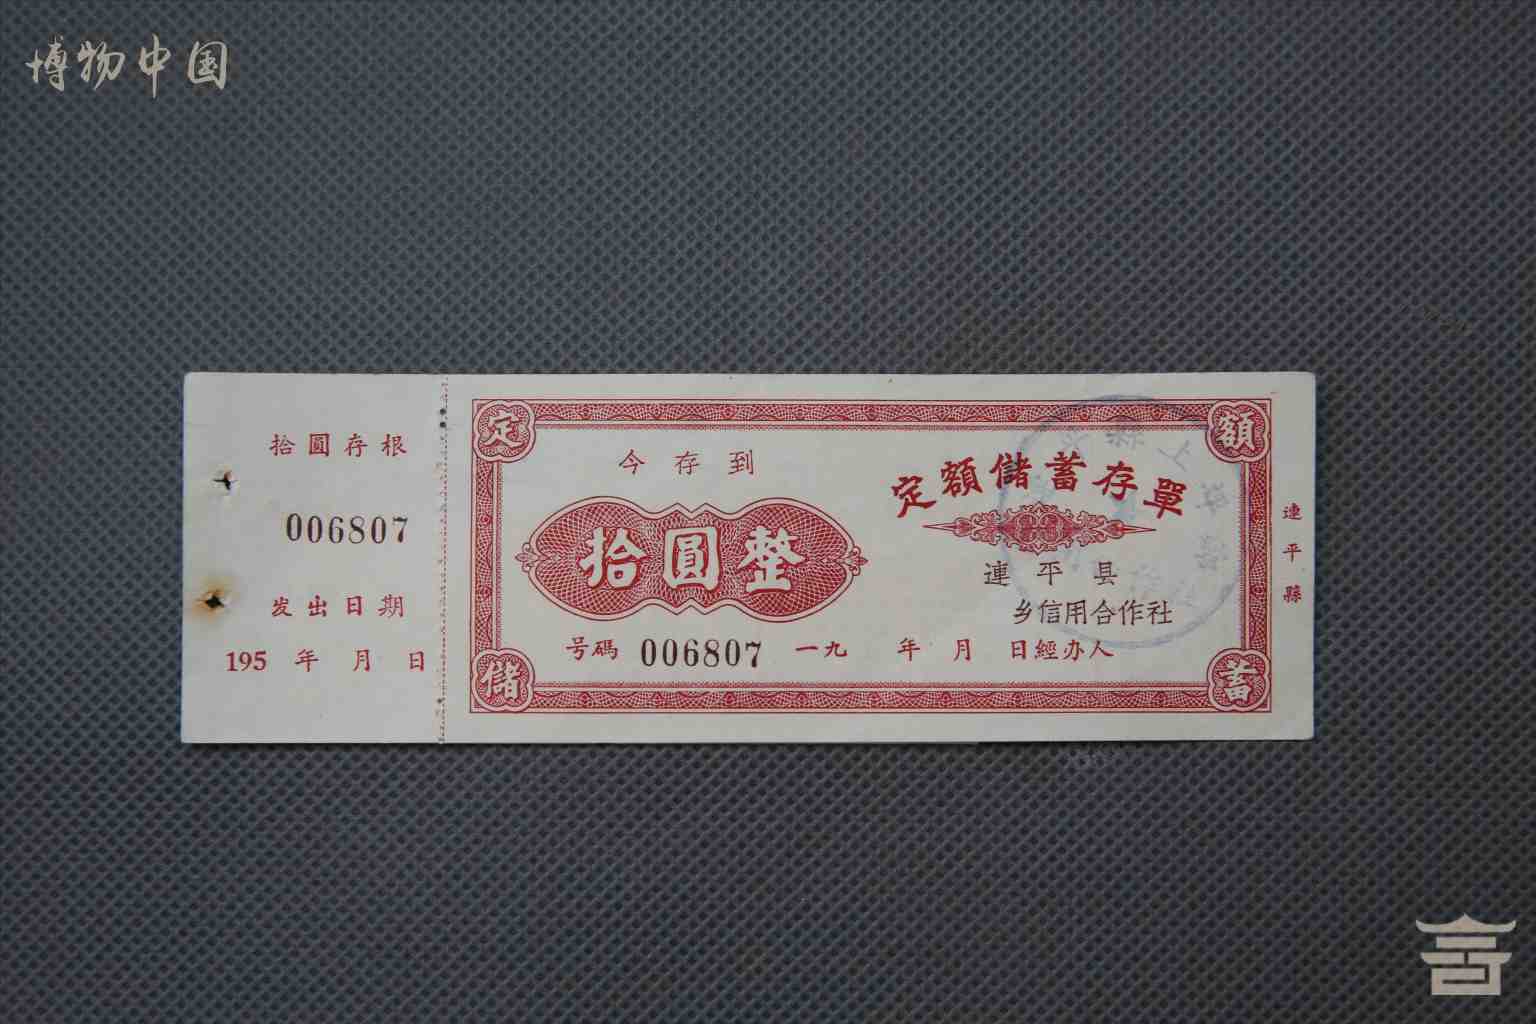 博物中国
拾圓存根
006807
发出日期
195 年 月 日
定
額
儲
蓄
今存到
拾圓整
定額儲蓄存單
連平县
乡信用合作社
号碼 006807 一九 年 月 日經办人
連平縣